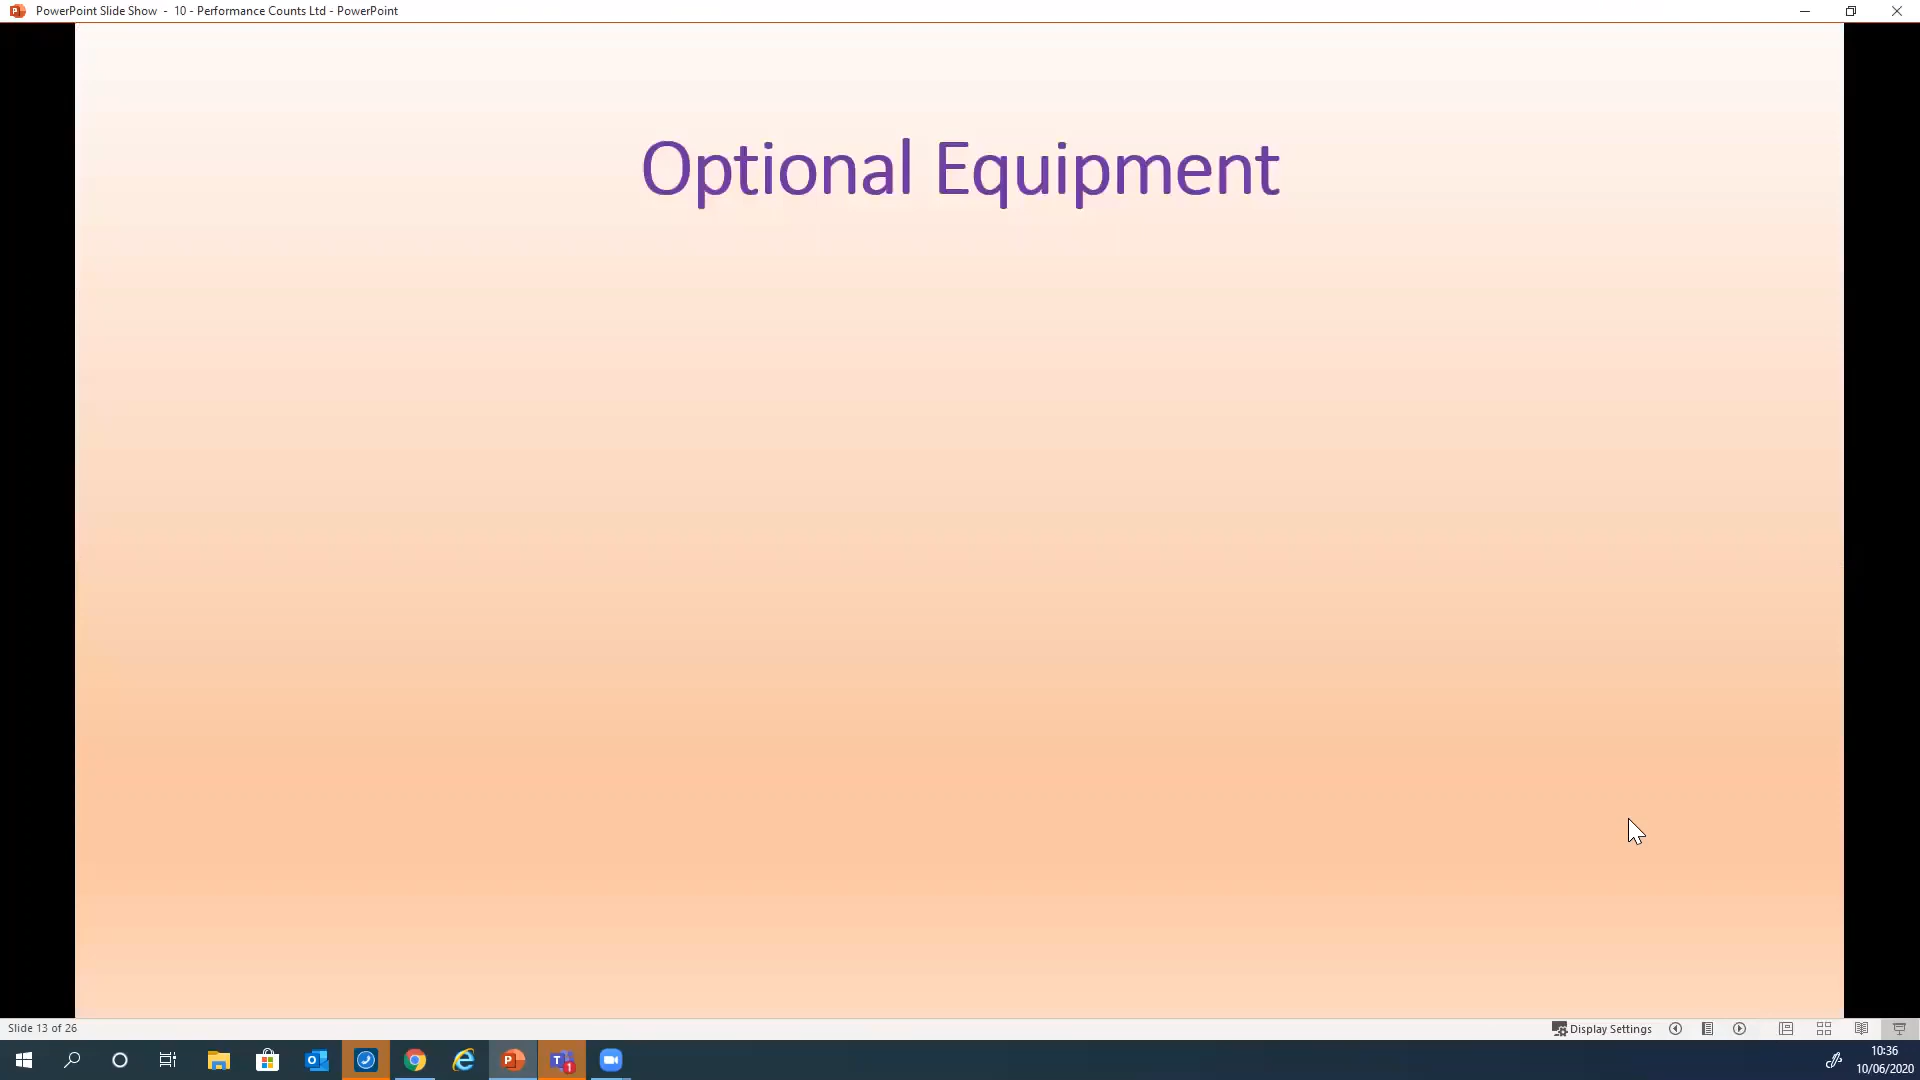 PowerPoint Slide Show - 10 - Performance Counts Ltd - PowerPoint
Optional Equipment
Slide 13 of 26
Display Settings
10:36
10/06/2020